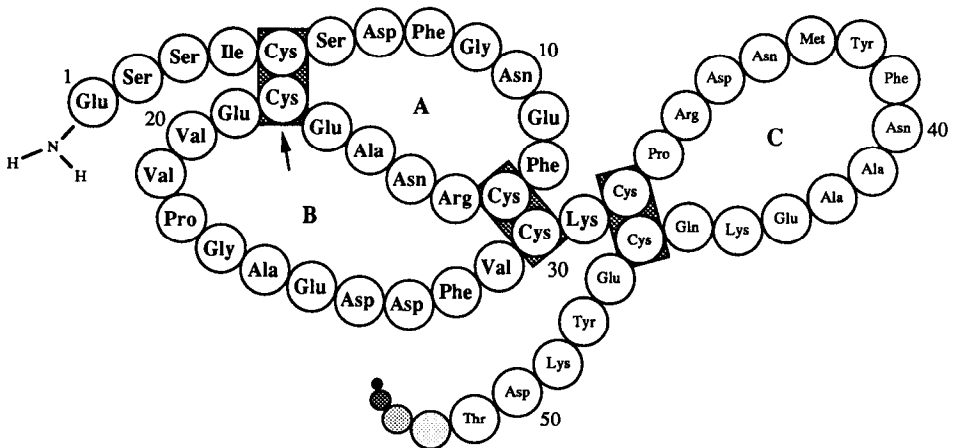 H
N
H
1
Glu
Ser
Ser
Ile
Cys
Ser
Asp
Phe
Gly
Asn
10
Glu
Phe
Cys
Arg
Asn
Ala
Glu
Cys
Glu
Val
20
Val
Pro
Gly
Ala
Glu
Asp
Asp
Phe
Val
Cys
30
Lys
Cys
Pro
Arg
Asp
Asn
Met
Tyr
Phe
Asn
40
Ala
Ala
Glu
Lys
Gln
Cys
Glu
Tyr
Lys
Asp
50
Thr
A
B
C